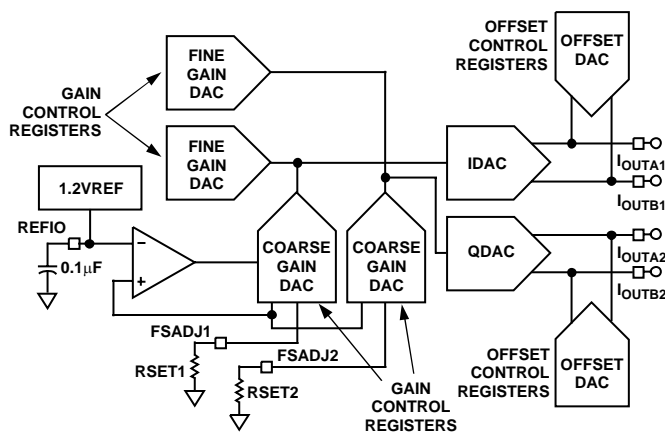 FINE
GAIN
DAC
GAIN
CONTROL
REGISTERS
FINE
GAIN
DAC
OFFSET
CONTROL
REGISTERS
OFFSET
DAC
IDAC
IOUTA1
IOUTB1
1.2VREF
REFIO
0.1µF
−
+
COARSE
GAIN
DAC
COARSE
GAIN
DAC
QDAC
IOUTA2
IOUTB2
FSADJ1
RSET1
FSADJ2
RSET2
GAIN
CONTROL
REGISTERS
OFFSET
CONTROL
REGISTERS
OFFSET
DAC